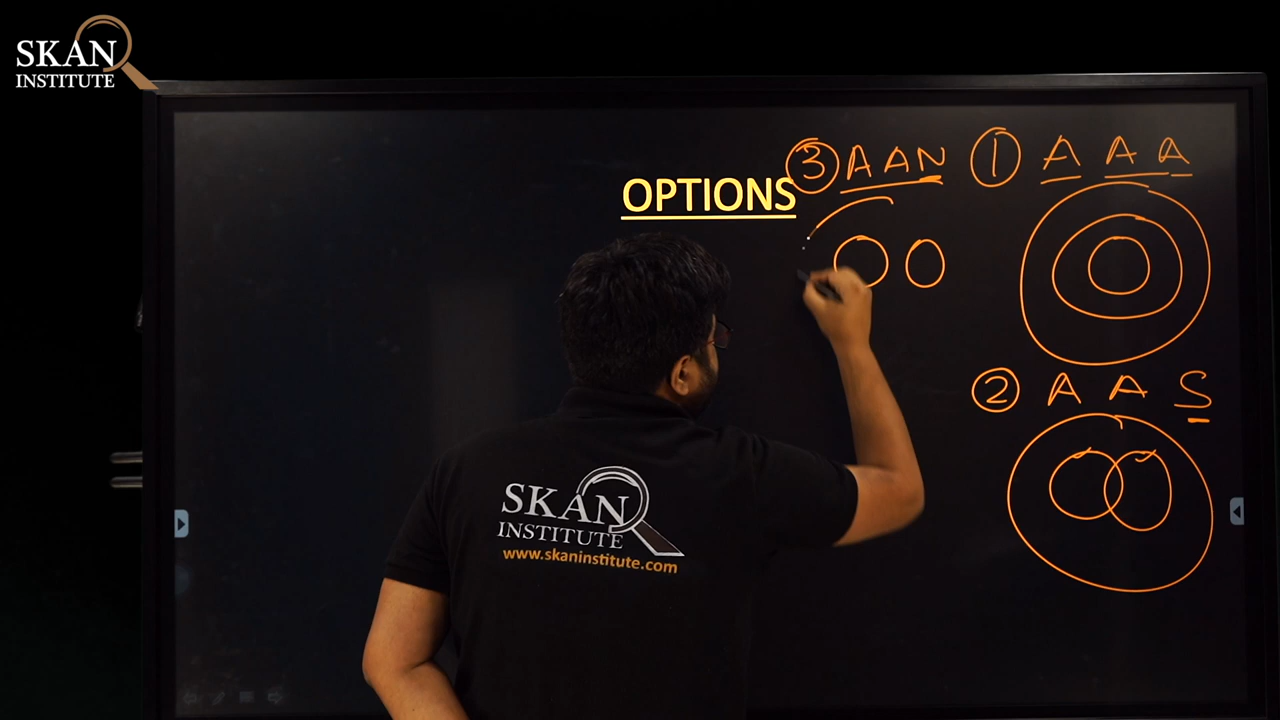 SKAN
INSTITUTE
OPTIONS
③ A A N
① A A A
② A A S
SKAN
INSTITUTE
www.skaninstitute.com